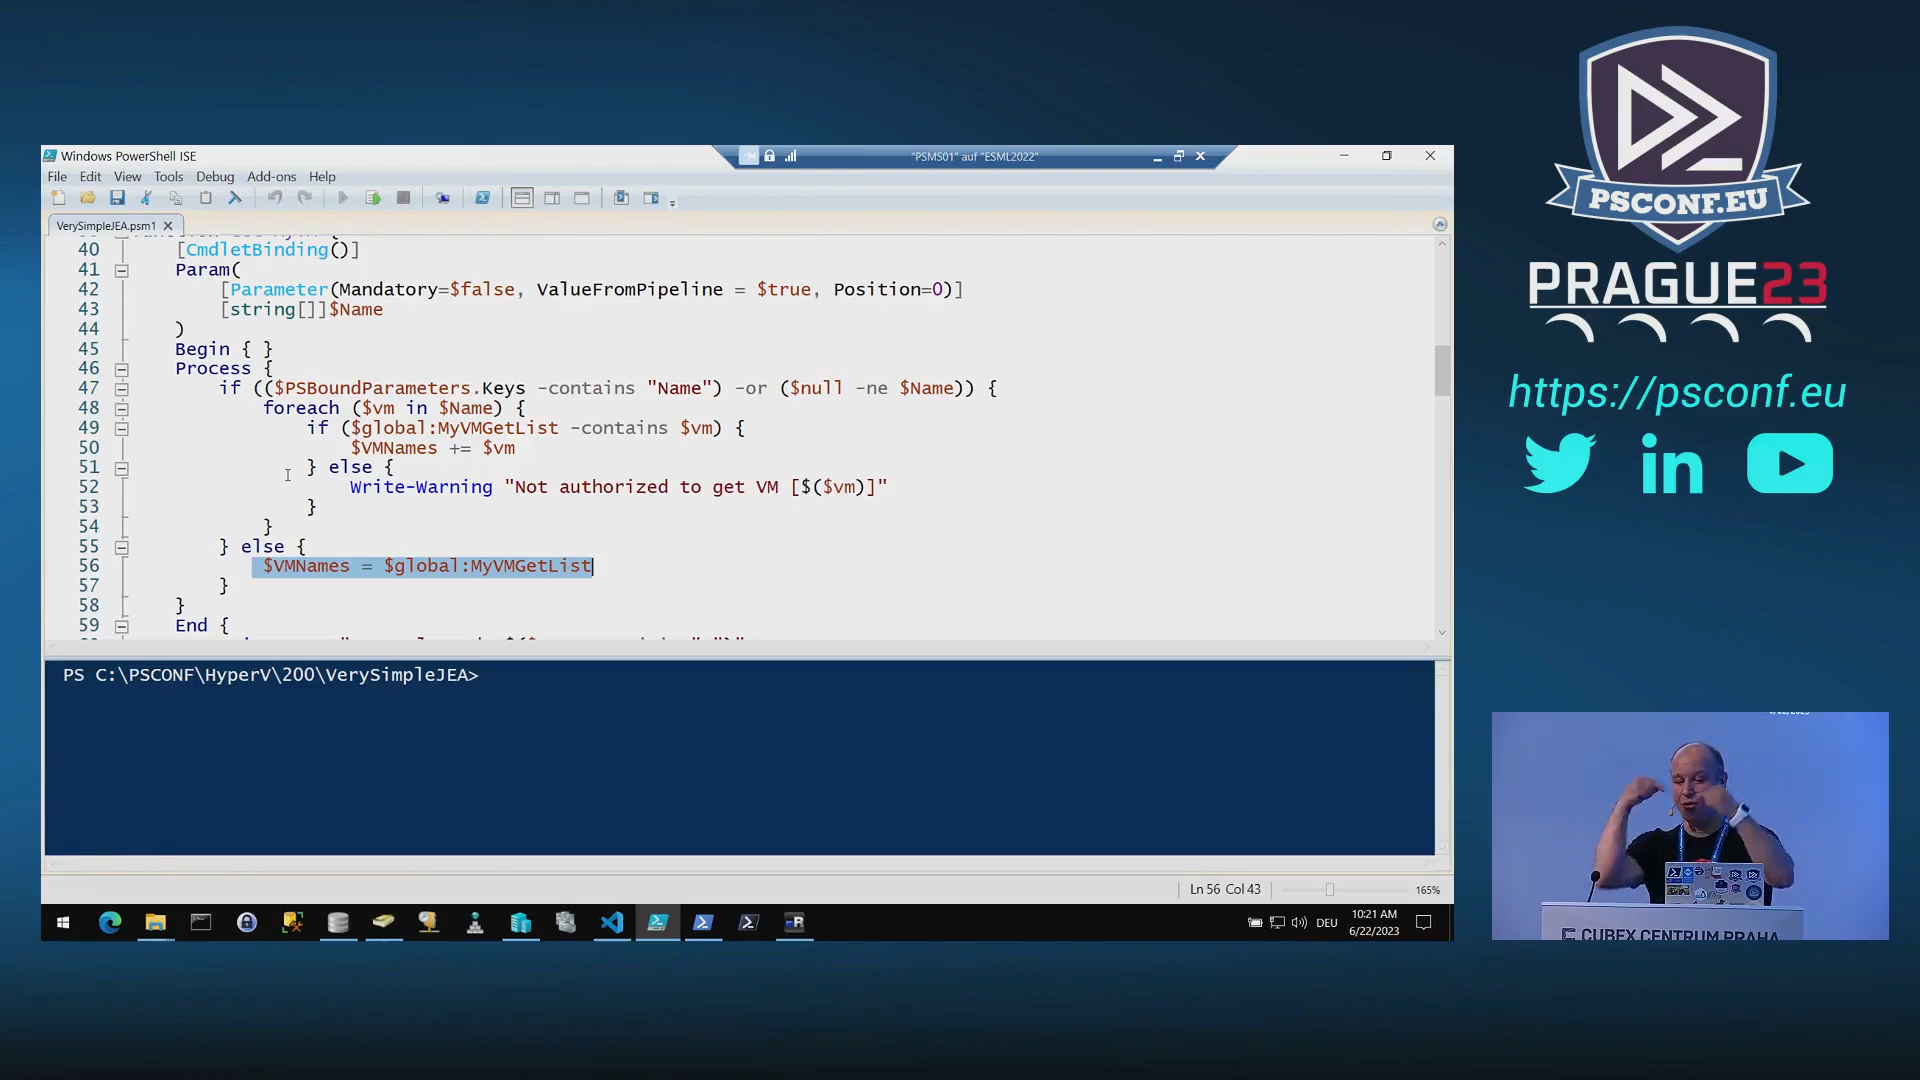 Windows PowerShell ISE
"PSMS01" auf "ESML2022"
File Edit View Tools Debug Add-ons Help
VerySimpleJEA.psm1
40 [CmdletBinding()]
41 Param(
42 [Parameter(Mandatory=$false, ValueFromPipeline = $true, Position=0)]
43 [string[]]$Name
44 )
45 Begin { }
46 Process {
47 if (($PSBoundParameters.Keys -contains "Name") -or ($null -ne $Name)) {
48 foreach ($vm in $Name) {
49 if ($global:MyVMGetList -contains $vm) {
50 $VMNames += $vm
51 } else {
52 Write-Warning "Not authorized to get VM [$($vm)]"
53 }
54 }
55 } else {
56 $VMNames = $global:MyVMGetList
57 }
58 }
59 End {
PS C:\PSCONF\HyperV\200\VerySimpleJEA>
Ln 56 Col 43
165%
DEU
10:21 AM
6/22/2023
PSCONF.EU
PRAGUE23
https://psconf.eu
in
CUBEX CENTRUM PRAHA